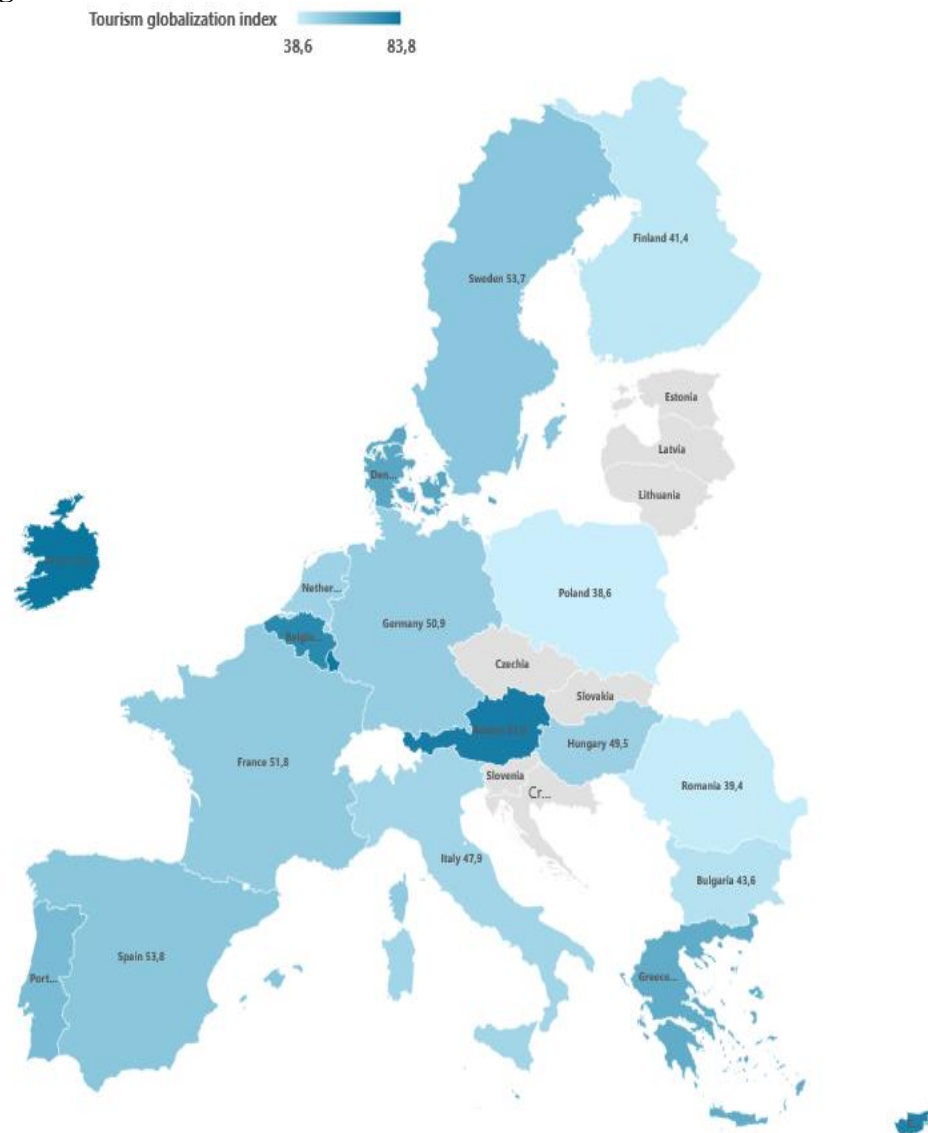 Tourism globalization index
38,6 83,8
Finland 41,4
Sweden 53,7
Estonia
Latvia
Den...
Lithuania
Nether...
Poland 38,6
Germany 50,9
Belgiu...
Czechia
Slovakia
Hungary 49,5
France 51,8
Slovenia
Cr...
Romania 39,4
Italy 47,9
Bulgaria 43,6
Spain 53,8
Port...
Greece...